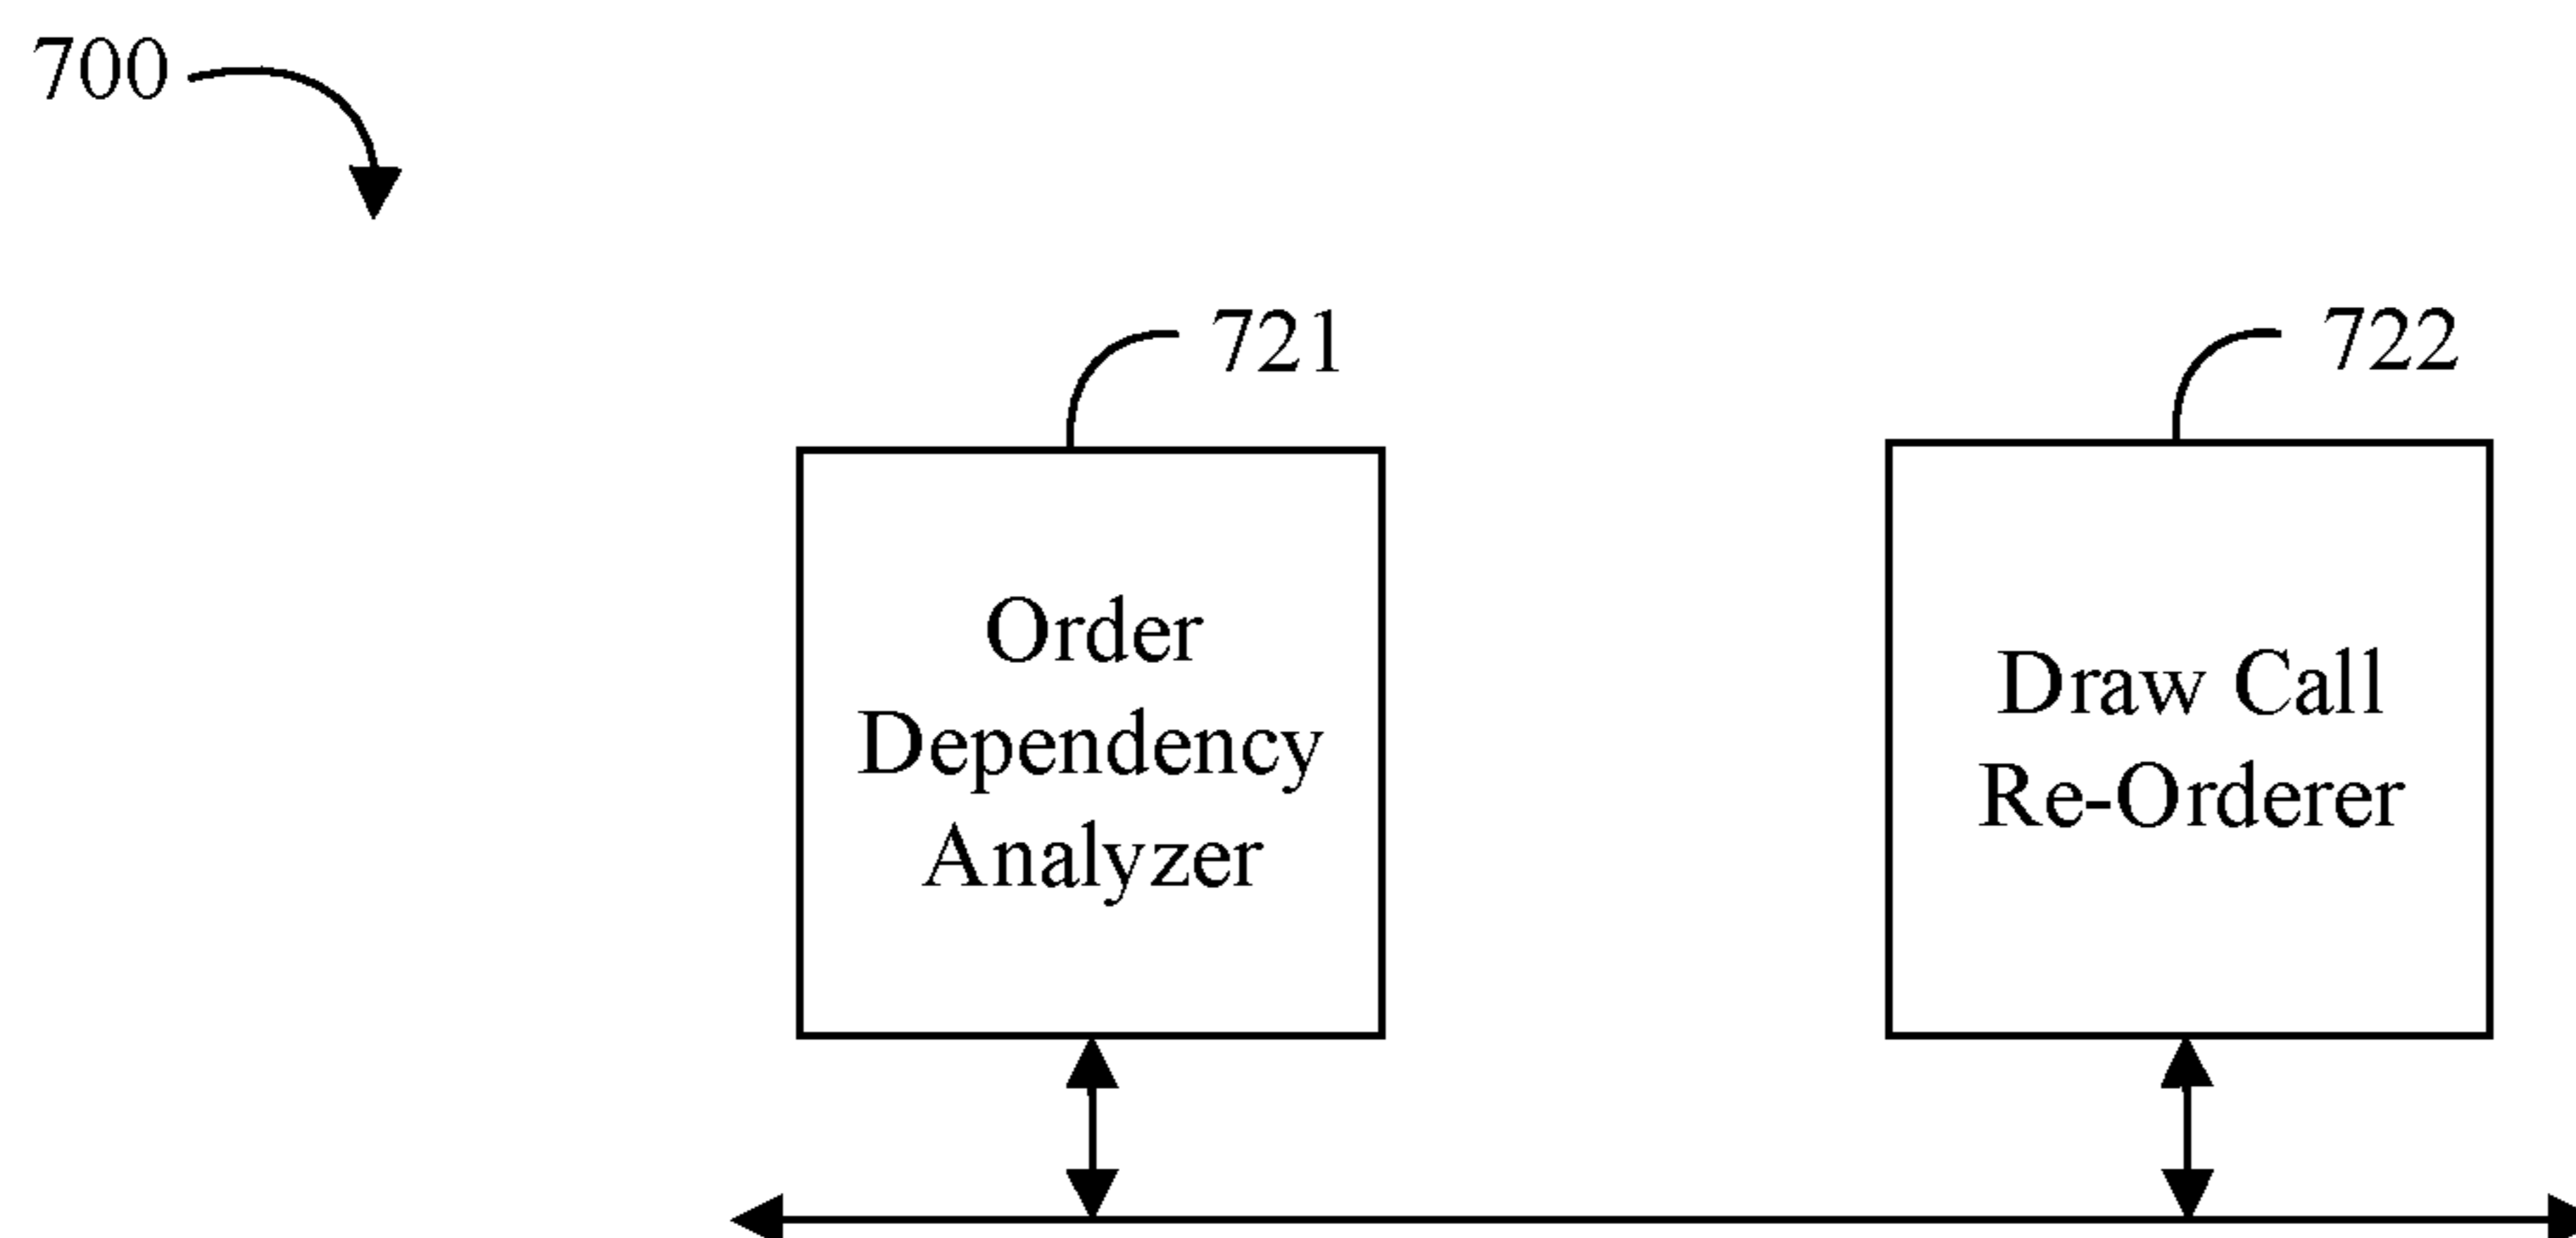 700
721
722
Order
Dependency
Analyzer
Draw Call
Re-Orderer